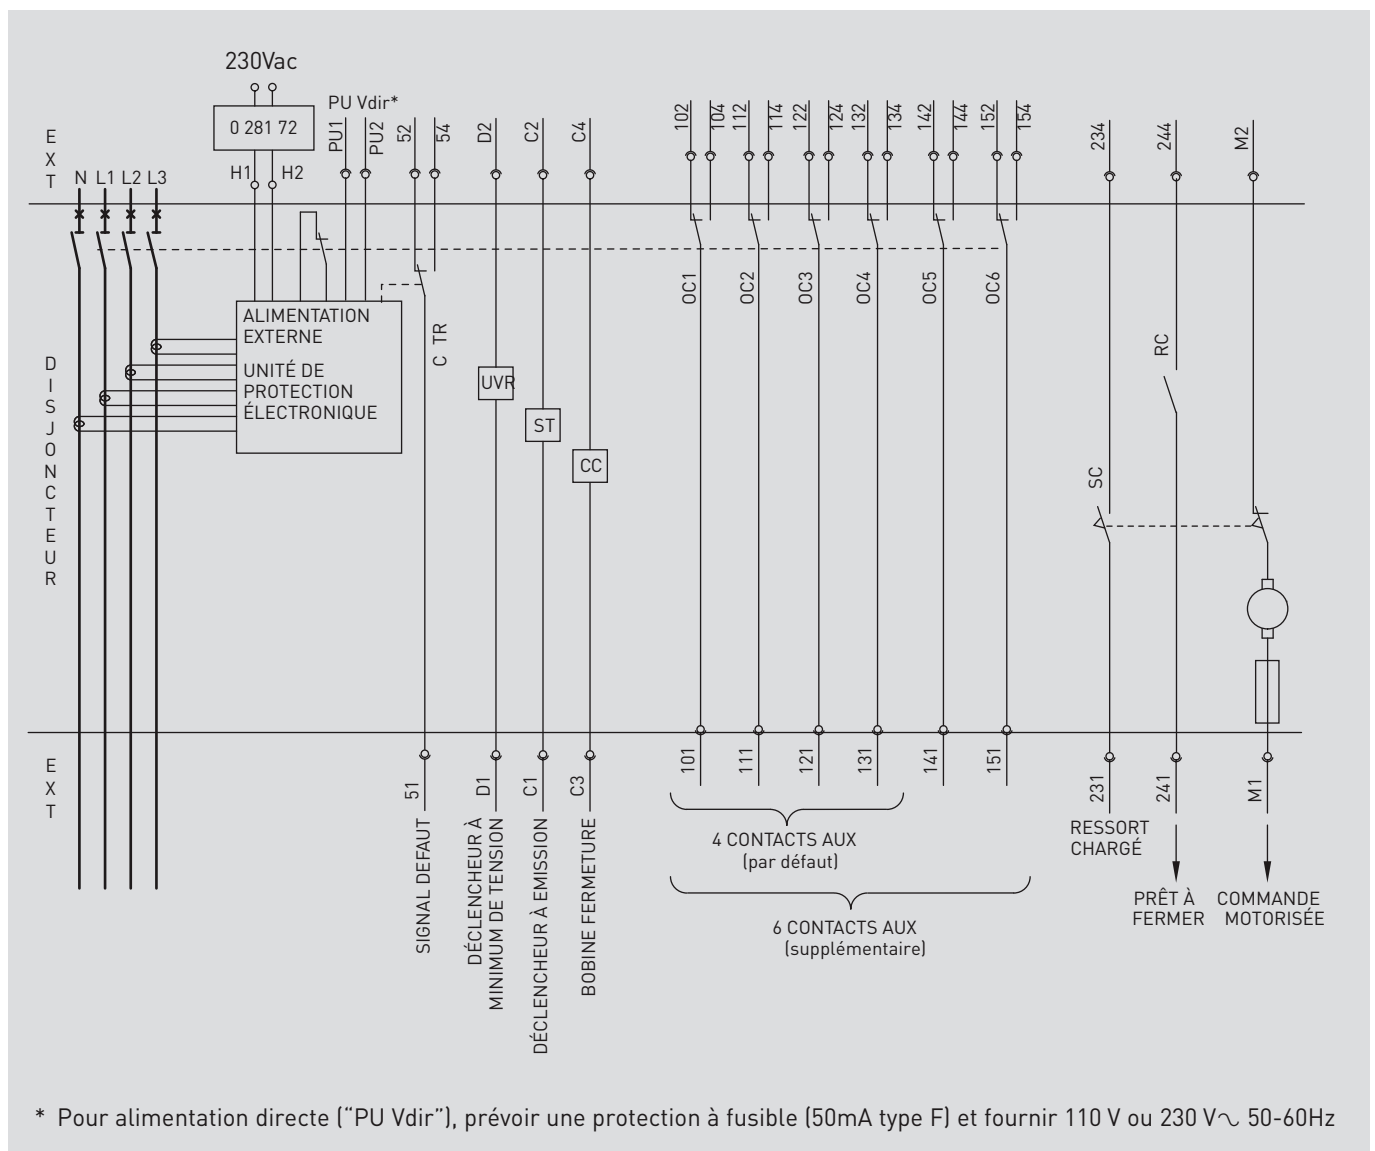 230Vac
0 281 72
PU Vdir*
PU1
PU2
52
54
D2
C2
C4
102
104
112
114
122
124
132
134
142
144
152
154
234
244
M2
EXT
N L1 L2 L3
H1
H2
ALIMENTATION
EXTERNE
UNITÉ DE
PROTECTION
ÉLECTRONIQUE
DISJONCTEUR
C TR
UVR
ST
CC
OC1
OC2
OC3
OC4
OC5
OC6
RC
SC
EXT
51
D1
C1
C3
101
111
121
131
141
151
231
241
M1
SIGNAL DEFAUT
DÉCLENCHEUR À
MINIMUM DE TENSION
DÉCLENCHEUR À EMISSION
BOBINE FERMETURE
4 CONTACTS AUX
(par défaut)
6 CONTACTS AUX
(supplémentaire)
RESSORT
CHARGÉ
PRÊT À
FERMER
COMMANDE
MOTORISÉE
* Pour alimentation directe (“PU Vdir”), prévoir une protection à fusible (50mA type F) et fournir 110 V ou 230 V∿ 50-60Hz